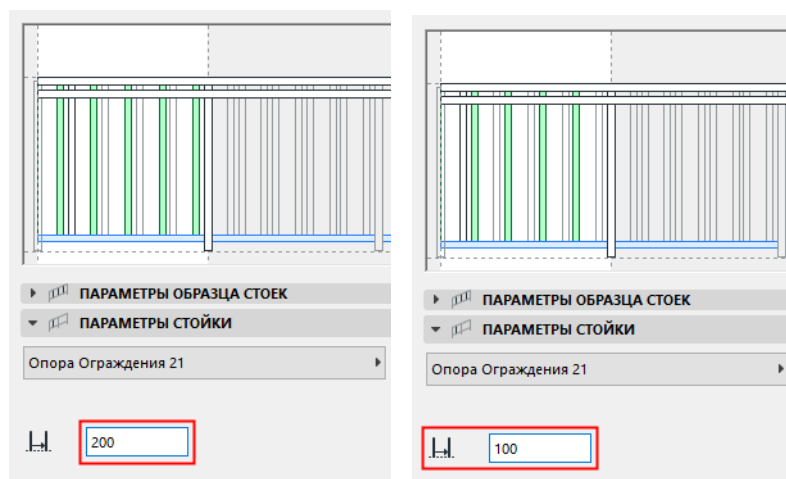 ПАРАМЕТРЫ ОБРАЗЦА СТОЕК
ПАРАМЕТРЫ СТОЙКИ
Опора Ограждения 21
200
ПАРАМЕТРЫ ОБРАЗЦА СТОЕК
ПАРАМЕТРЫ СТОЙКИ
Опора Ограждения 21
100